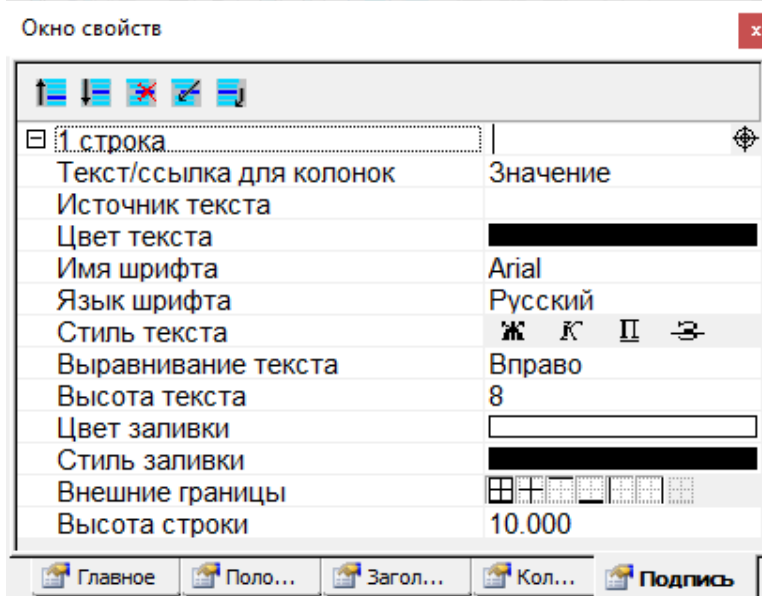 Окно свойств
x
1 строка
Текст/ссылка для колонок Значение
Источник текста
Цвет текста
Имя шрифта Arial
Язык шрифта Русский
Стиль текста Ж К П З
Выравнивание текста Вправо
Высота текста 8
Цвет заливки
Стиль заливки
Внешние границы
Высота строки 10.000
Главное Поло... Загол... Кол... Подпись